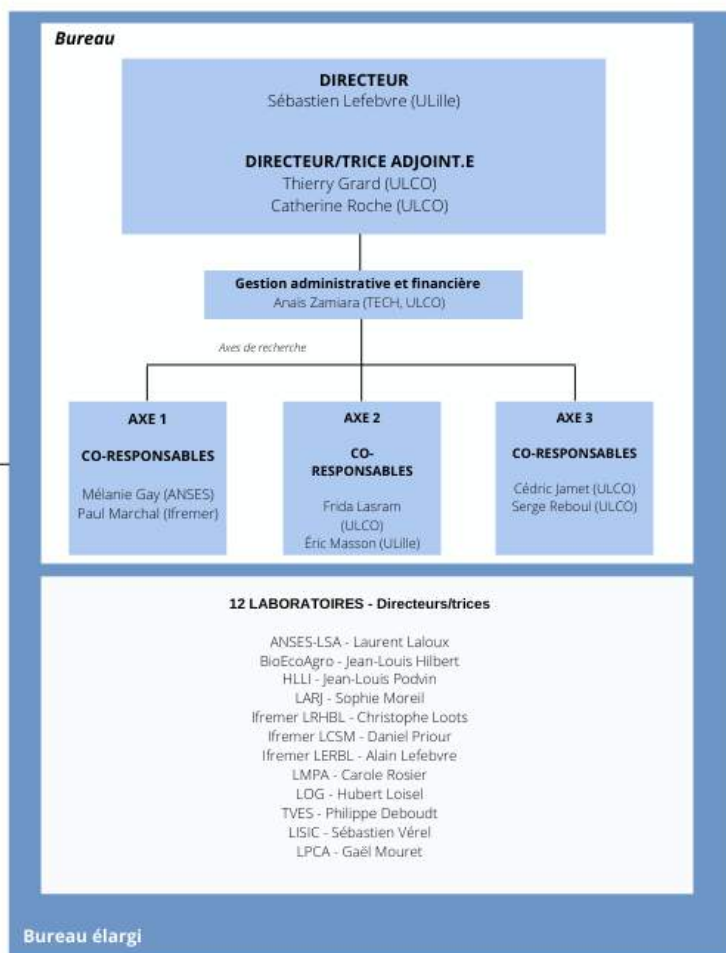 Bureau
DIRECTEUR
Sébastien Lefebvre (ULille)
DIRECTEUR/TRICE ADJOINT.E
Thierry Grard (ULCO)
Catherine Roche (ULCO)
Gestion administrative et financière
Anaïs Zamiara (TECH, ULCO)
Axes de recherche
AXE 1
CO-RESPONSABLES
Mélanie Gay (ANSES)
Paul Marchal (Ifremer)
AXE 2
CO-
RESPONSABLES
Frida Lasram
(ULCO)
Éric Masson (ULille)
AXE 3
CO-RESPONSABLES
Cédric Jamet (ULCO)
Serge Reboul (ULCO)
12 LABORATOIRES - Directeurs/trices
ANSES-LSA - Laurent Laloux
BioEcoAgro - Jean-Louis Hilbert
HLLI - Jean-Louis Podvin
LARJ - Sophie Moreil
Ifremer LRHBL - Christophe Loots
Ifremer LCSM - Daniel Priour
Ifremer LERBL - Alain Lefebvre
LMPA - Carole Rosier
LOG - Hubert Loisel
TVES - Philippe Deboudt
LISIC - Sébastien Vérel
LPCA - Gaël Mouret
Bureau élargi